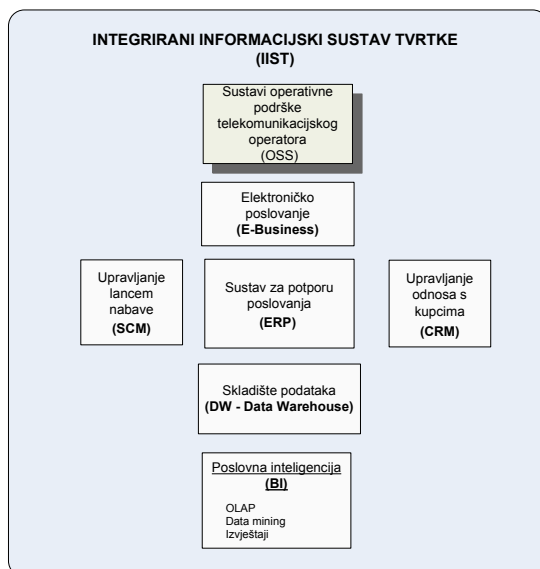 INTEGRIRANI INFORMACIJSKI SUSTAV TVRTKE
(IIST)
Sustavi operativne
podrške
telekomunikacijskog
operatora
(OSS)
Elektroničko
poslovanje
(E-Business)
Upravljanje
lancem
nabave
(SCM)
Sustav za potporu
poslovanja
(ERP)
Upravljanje
odnosa s
kupcima
(CRM)
Skladište podataka
(DW - Data Warehouse)
Poslovna inteligencija
(BI)
OLAP
Data mining
Izvještaji